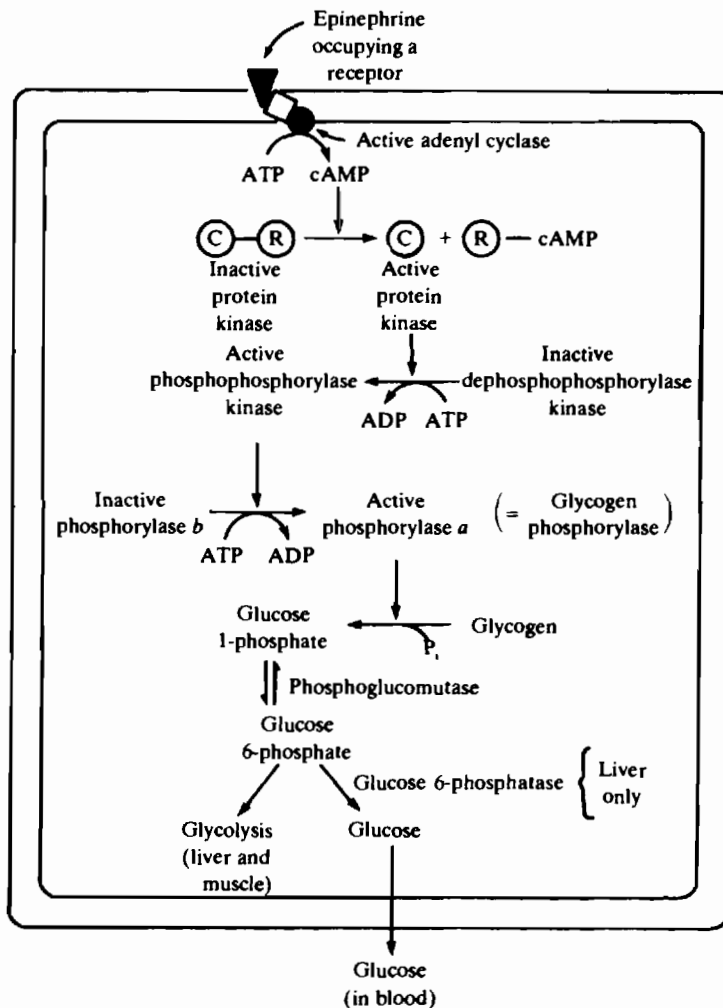 Epinephrine
occupying a
receptor
Active adenyl cyclase
ATP cAMP
C R C + R cAMP
Inactive
protein
kinase
Active
protein
kinase
Active
phosphophosphorylase
kinase
Inactive
dephosphophosphorylase
kinase
ADP ATP
Inactive
phosphorylase b
Active
phosphorylase a
( = Glycogen
phosphorylase )
ATP ADP
Glucose
1-phosphate
Glycogen
Pi
Phosphoglucomutase
Glucose
6-phosphate
Glucose 6-phosphatase { Liver
only
Glycolysis
(liver and
muscle)
Glucose
Glucose
(in blood)